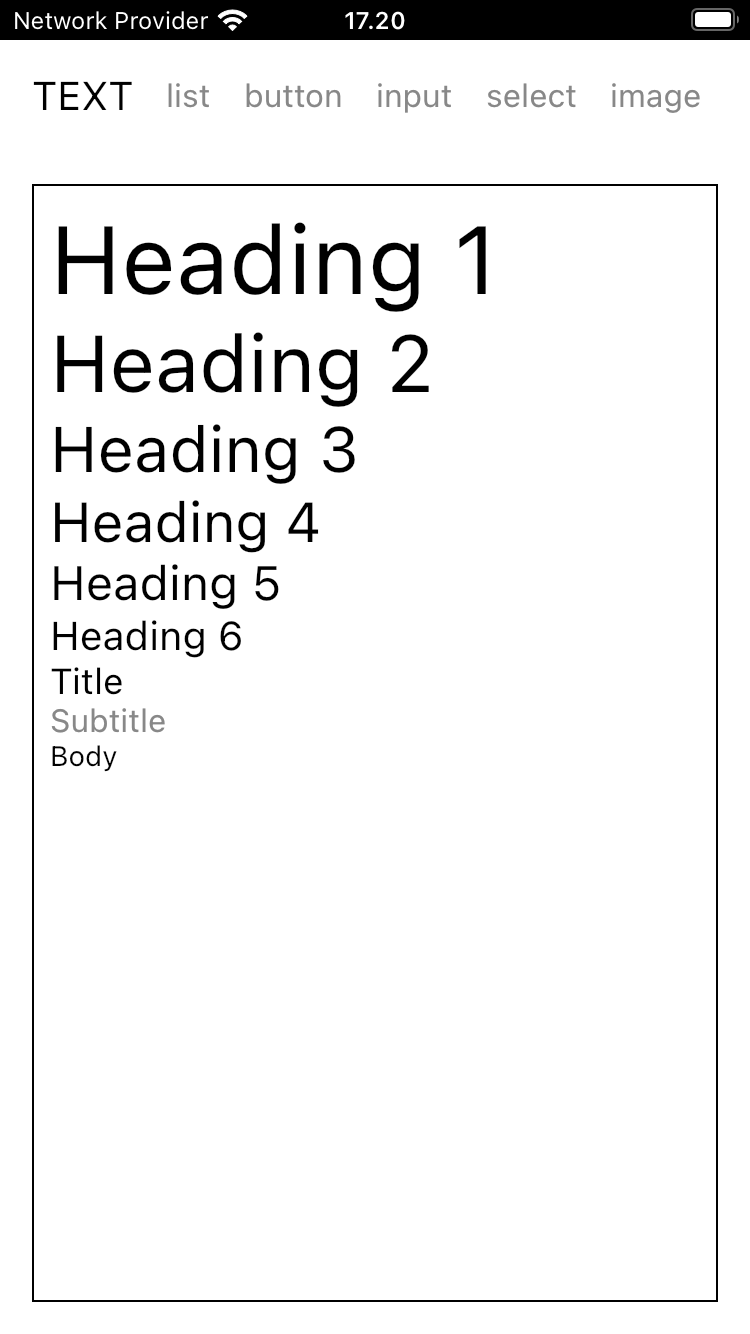 Network Provider 17.20
TEXT list button input select image
Heading 1
Heading 2
Heading 3
Heading 4
Heading 5
Heading 6
Title
Subtitle
Body